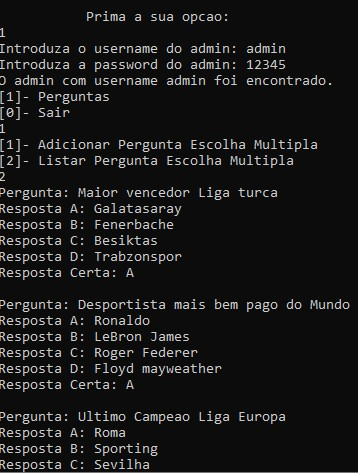 Prima a sua opcao:
1
Introduza o username do admin: admin
Introduza a password do admin: 12345
O admin com username admin foi encontrado.
[1]- Perguntas
[0]- Sair
1
[1]- Adicionar Pergunta Escolha Multipla
[2]- Listar Pergunta Escolha Multipla
2
Pergunta: Maior vencedor Liga turca
Resposta A: Galatasaray
Resposta B: Fenerbache
Resposta C: Besiktas
Resposta D: Trabzonspor
Resposta Certa: A
Pergunta: Desportista mais bem pago do Mundo
Resposta A: Ronaldo
Resposta B: LeBron James
Resposta C: Roger Federer
Resposta D: Floyd mayweather
Resposta Certa: A
Pergunta: Ultimo Campeao Liga Europa
Resposta A: Roma
Resposta B: Sporting
Resposta C: Sevilha